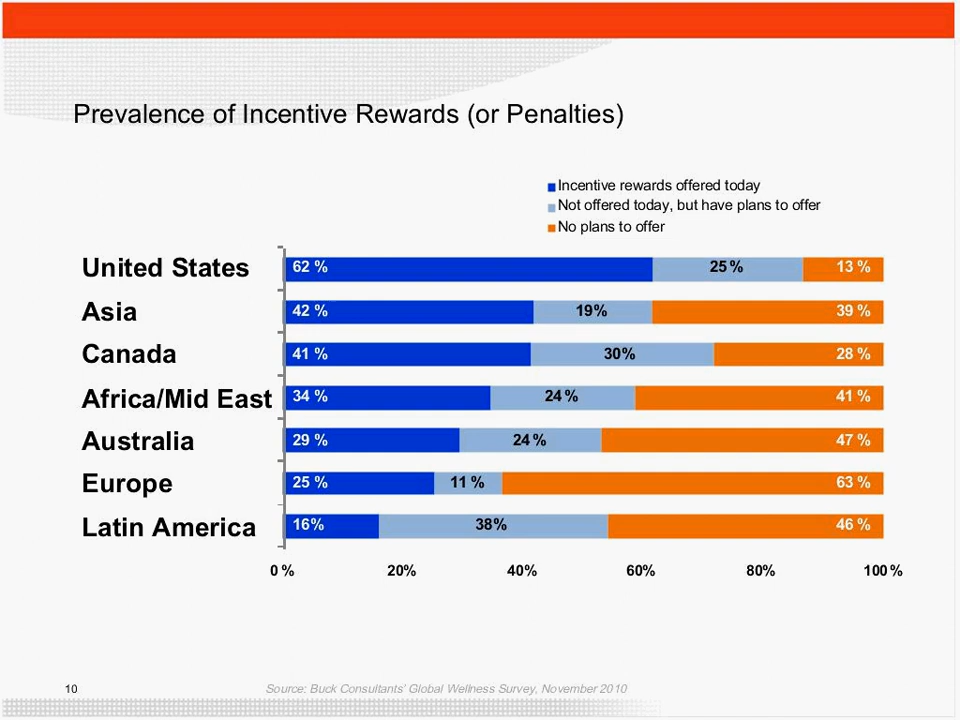 Prevalence of Incentive Rewards (or Penalties)
Incentive rewards offered today
Not offered today, but have plans to offer
No plans to offer
United States 62 % 25 % 13 %
Asia 42 % 19% 39 %
Canada 41 % 30% 28 %
Africa/Mid East 34 % 24 % 41 %
Australia 29 % 24 % 47 %
Europe 25 % 11 % 63 %
Latin America 16% 38% 46 %
0 % 20% 40% 60% 80% 100 %
10 Source: Buck Consultants' Global Wellness Survey, November 2010